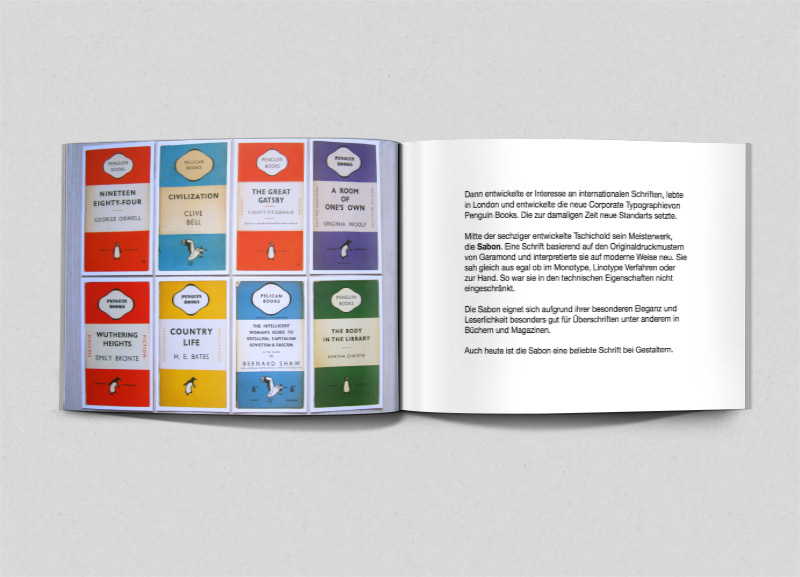 PENGUIN
BOOKS
NINETEEN
EIGHTY-FOUR
GEORGE ORWELL
PELICAN
BOOKS
CIVILIZATION
CLIVE
BELL
PENGUIN
BOOKS
THE GREAT
GATSBY
F. SCOTT FITZGERALD
PENGUIN
BOOKS
A ROOM
OF
ONE'S OWN
VIRGINIA WOOLF
PENGUIN
BOOKS
FICTION
WUTHERING
HEIGHTS
FICTION
EMILY BRONTE
PENGUIN
BOOKS
COUNTRY
LIFE
H. E. BATES
PELICAN
BOOKS
THE INTELLIGENT
WOMAN'S GUIDE TO
SOCIALISM, CAPITALISM
SOVIETISM & FASCISM
BERNARD SHAW
PENGUIN
BOOKS
THE BODY
IN THE LIBRARY
AGATHA CHRISTIE
Dann entwickelte er Interesse an internationalen Schriften, lebte
in London und entwickelte die neue Corporate Typographievon
Penguin Books. Die zur damaligen Zeit neue Standarts setzte.
Mitte der sechziger entwickelte Tschichold sein Meisterwerk,
die Sabon. Eine Schrift basierend auf den Originaldruckmustern
von Garamond und interpretierte sie auf moderne Weise neu. Sie
sah gleich aus egal ob im Monotype, Linotype Verfahren oder
zur Hand. So war sie in den technischen Eigenschaften nicht
eingeschränkt.
Die Sabon eignet sich aufgrund ihrer besonderen Eleganz und
Leserlichkeit besonders gut für Überschriften unter anderem in
Büchern und Magazinen.
Auch heute ist die Sabon eine beliebte Schrift bei Gestaltern.